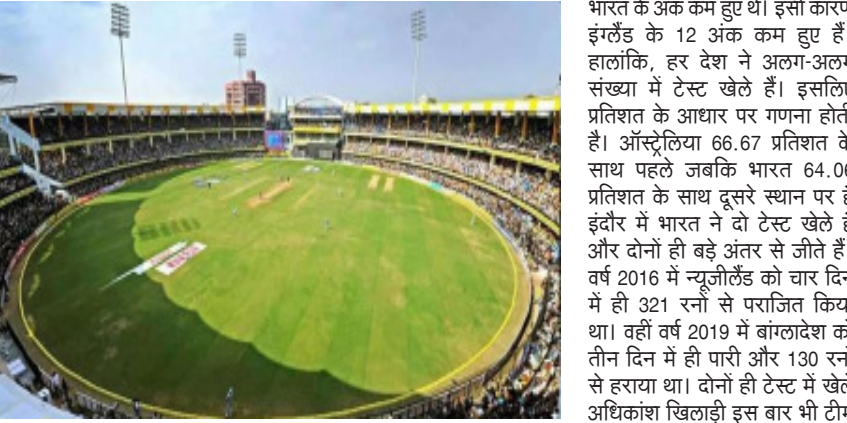 भारत के अंक कम हुए थे। इसी कारण
इंग्लैंड के 12 अंक कम हुए हैं
हालांकि, हर देश ने अलग-अलग
संख्या में टेस्ट खेले हैं। इसलिए
प्रतिशत के आधार पर गणना होती
है। ऑस्ट्रेलिया 66.67 प्रतिशत के
साथ पहले जबकि भारत 64.06
प्रतिशत के साथ दूसरे स्थान पर है
इंदौर में भारत ने दो टेस्ट खेले हैं
और दोनों ही बड़े अंतर से जीते हैं
वर्ष 2016 में न्यूजीलैंड को चार दिन
में ही 321 रनों से पराजित किया
था। वहीं वर्ष 2019 में बांग्लादेश को
तीन दिन में ही पारी और 130 रनों
से हराया था। दोनों ही टेस्ट में खेले
अधिकांश खिलाड़ी इस बार भी टीम